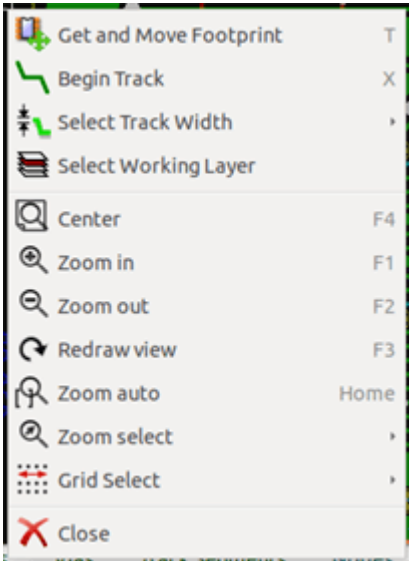 Get and Move Footprint T
Begin Track X
Select Track Width
Select Working Layer
Center F4
Zoom in F1
Zoom out F2
Redraw view F3
Zoom auto Home
Zoom select
Grid Select
Close